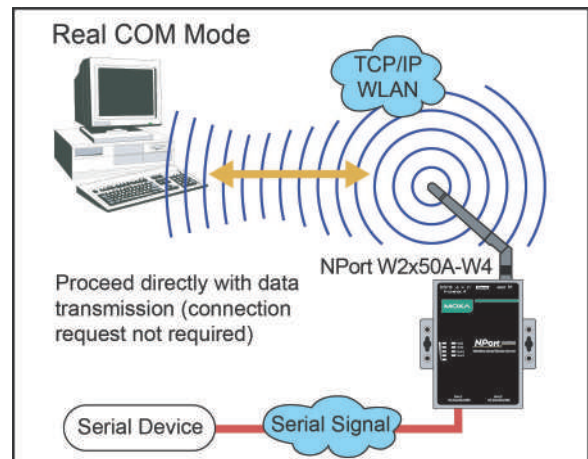 Real COM Mode
TCP/IP
WLAN
NPort W2x50A-W4
Proceed directly with data
transmission (connection
request not required)
MOXA
NPort
Serial Device
Serial Signal